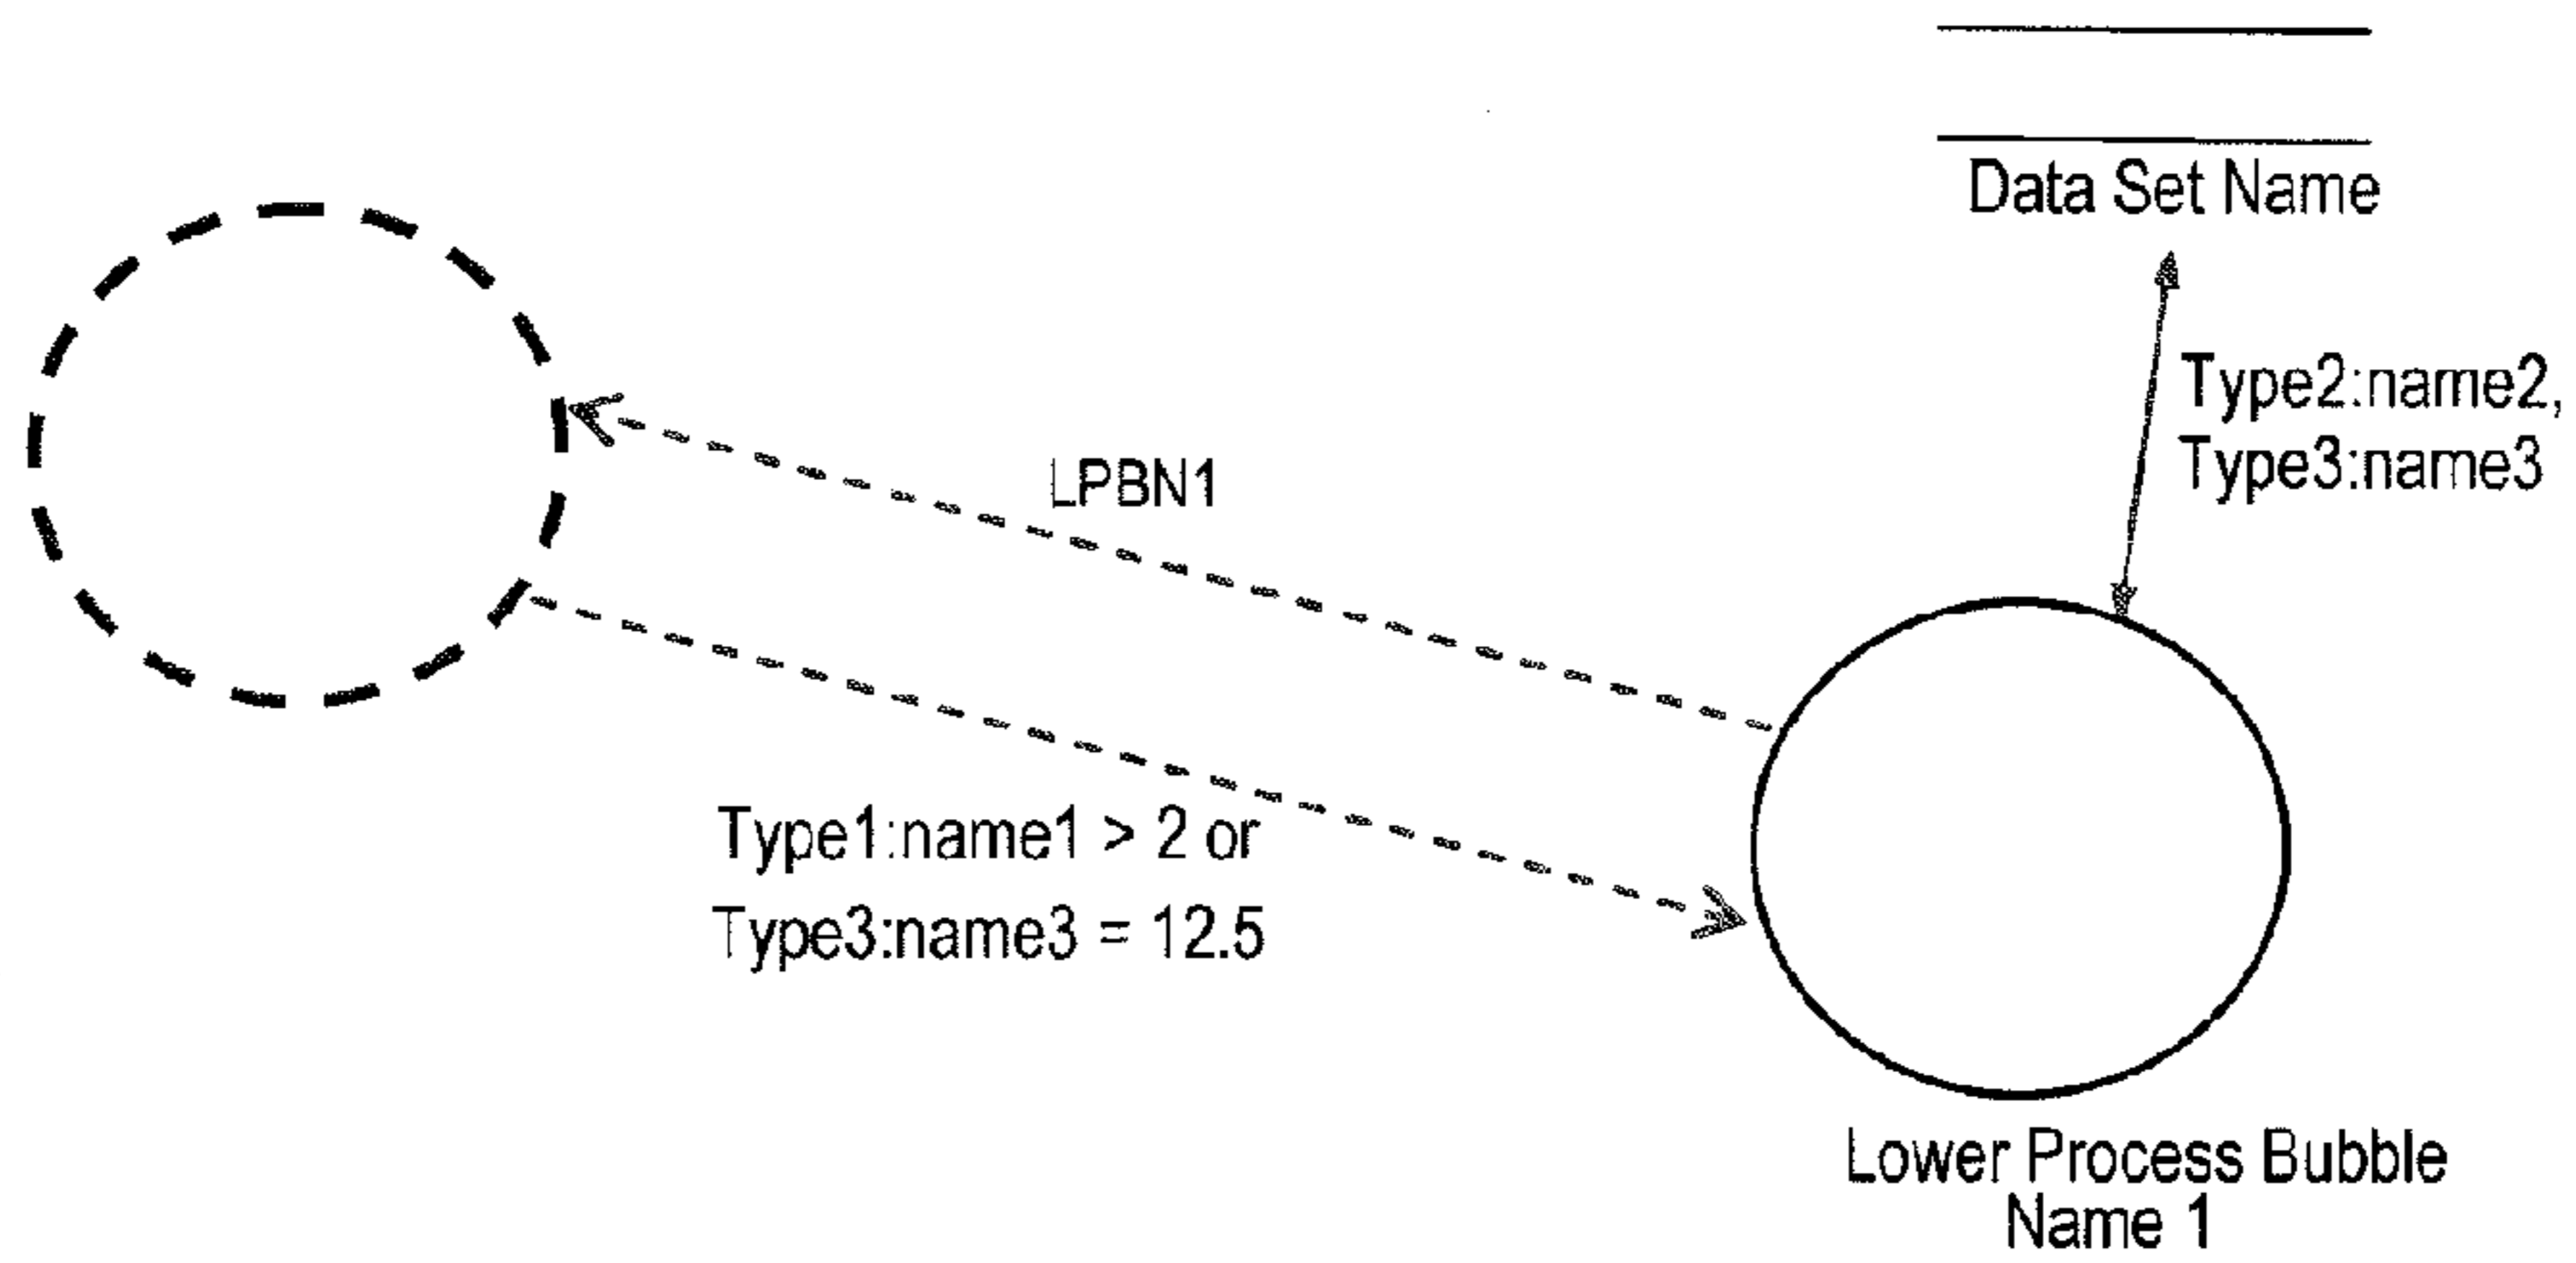 Data Set Name
Type2:name2,
Type3:name3
LPBN1
Type1:name1 > 2 or
Type3:name3 = 12.5
Lower Process Bubble
Name 1